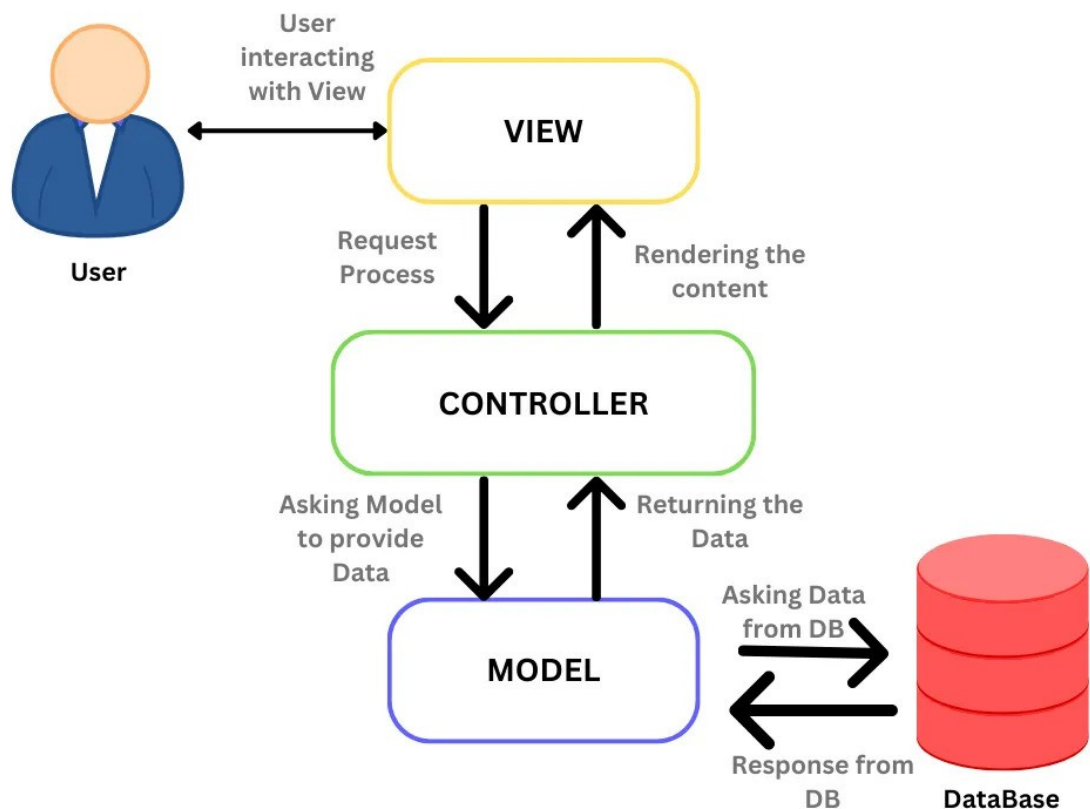 User
interacting
with View
VIEW
User
Request
Process
Rendering the
content
CONTROLLER
Asking Model
to provide
Data
Returning the
Data
Asking Data
from DB
MODEL
Response from
DB
DataBase